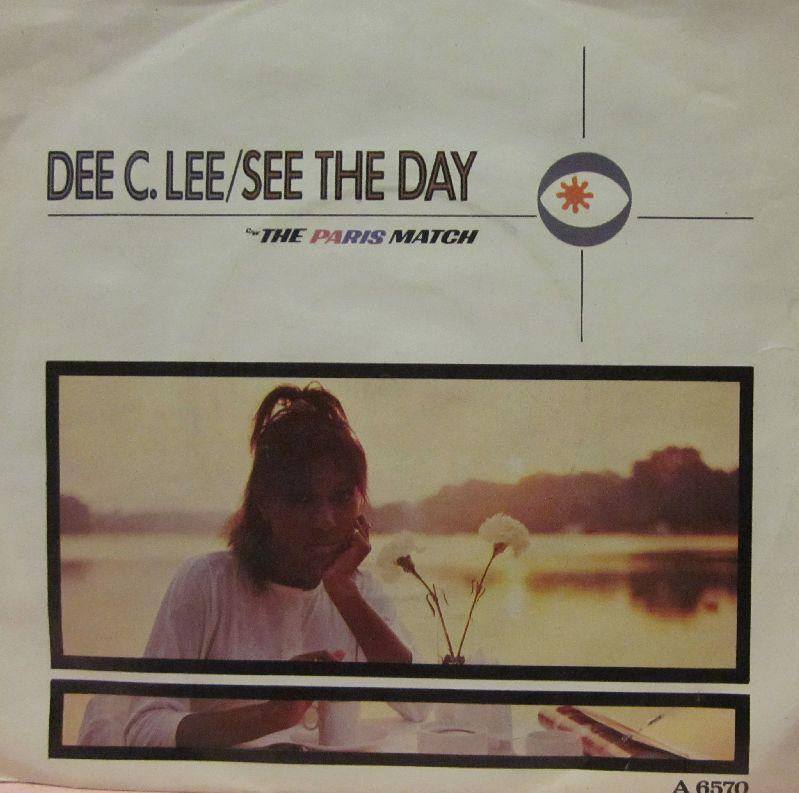 DEE C. LEE/SEE THE DAY
c/w THE PARIS MATCH
A 6570